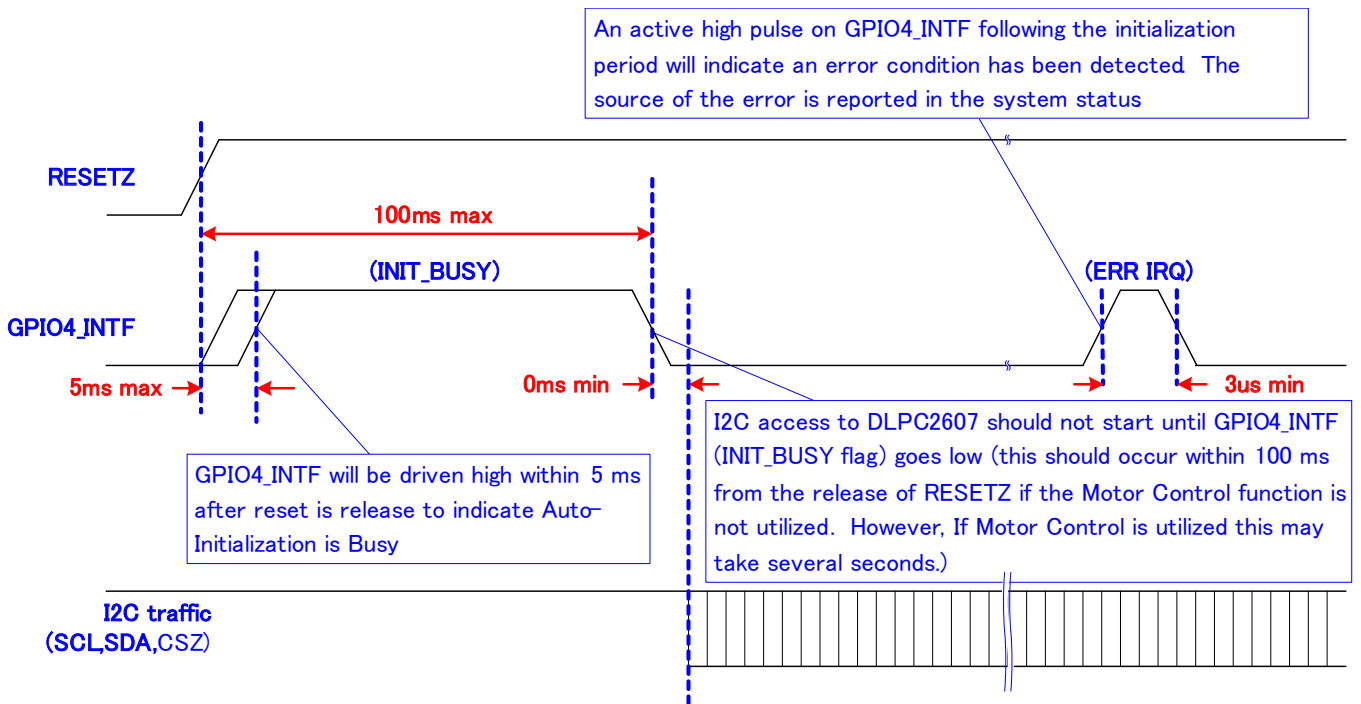 An active high pulse on GPIO4_INTF following the initialization
period will indicate an error condition has been detected. The
source of the error is reported in the system status
RESETZ
100ms max
(INIT_BUSY)
(ERR IRQ)
GPIO4_INTF
5ms max
0ms min
3us min
GPIO4_INTF will be driven high within 5 ms
after reset is release to indicate Auto-
Initialization is Busy
I2C access to DLPC2607 should not start until GPIO4_INTF
(INIT_BUSY flag) goes low (this should occur within 100 ms
from the release of RESETZ if the Motor Control function is
not utilized. However, If Motor Control is utilized this may
take several seconds.)
I2C traffic
(SCL,SDA,CSZ)